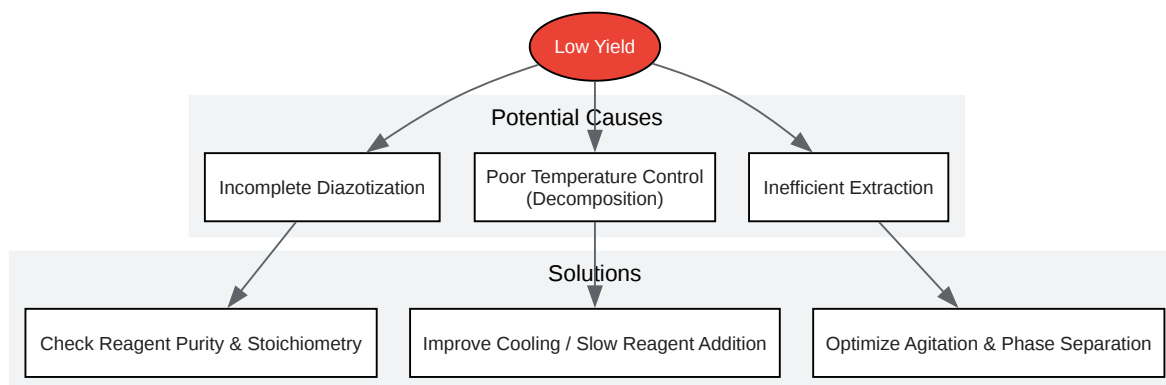 Low Yield
Potential Causes
Incomplete Diazotization
Poor Temperature Control
(Decomposition)
Inefficient Extraction
Solutions
Check Reagent Purity & Stoichiometry
Improve Cooling / Slow Reagent Addition
Optimize Agitation & Phase Separation